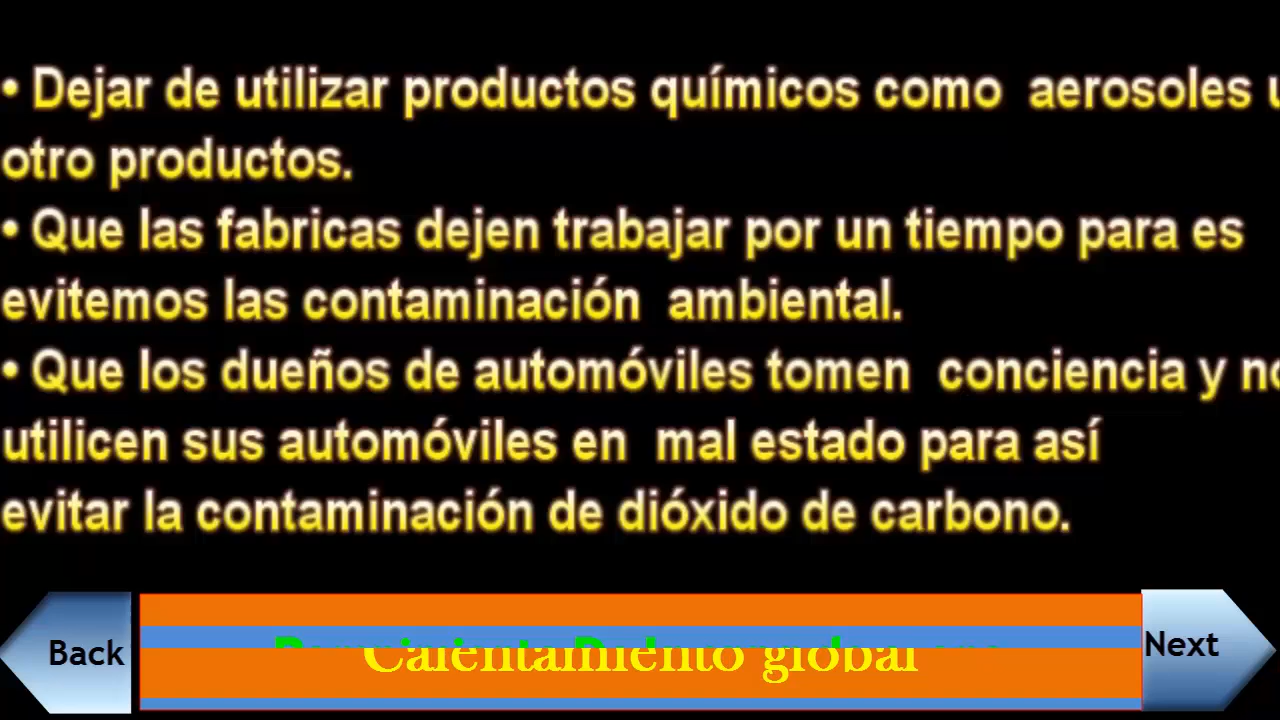 • Dejar de utilizar productos químicos como aerosoles u
otro productos.
• Que las fabricas dejen trabajar por un tiempo para es
evitemos las contaminación ambiental.
• Que los dueños de automóviles tomen conciencia y no
utilicen sus automóviles en mal estado para así
evitar la contaminación de dióxido de carbono.
Back
Calentamiento global
Next